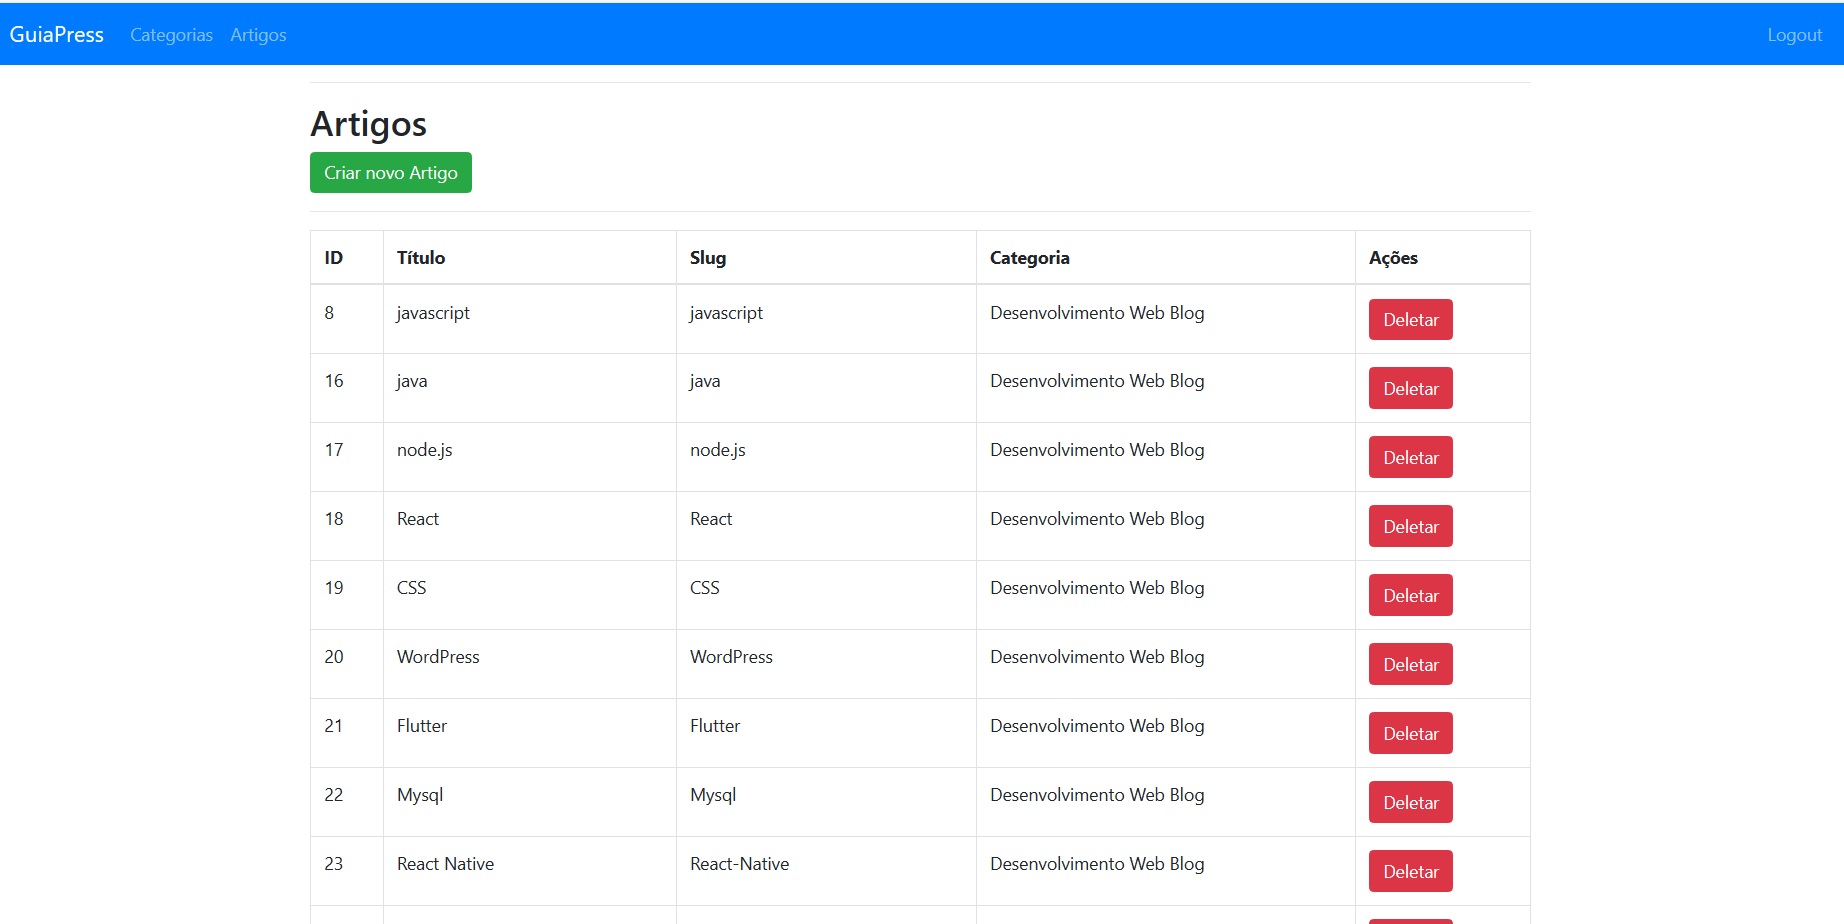 GuiaPress Categorias Artigos Logout
Artigos
Criar novo Artigo
ID Título Slug Categoria Ações
8 javascript javascript Desenvolvimento Web Blog Deletar
16 java java Desenvolvimento Web Blog Deletar
17 node.js node.js Desenvolvimento Web Blog Deletar
18 React React Desenvolvimento Web Blog Deletar
19 CSS CSS Desenvolvimento Web Blog Deletar
20 WordPress WordPress Desenvolvimento Web Blog Deletar
21 Flutter Flutter Desenvolvimento Web Blog Deletar
22 Mysql Mysql Desenvolvimento Web Blog Deletar
23 React Native React-Native Desenvolvimento Web Blog Deletar